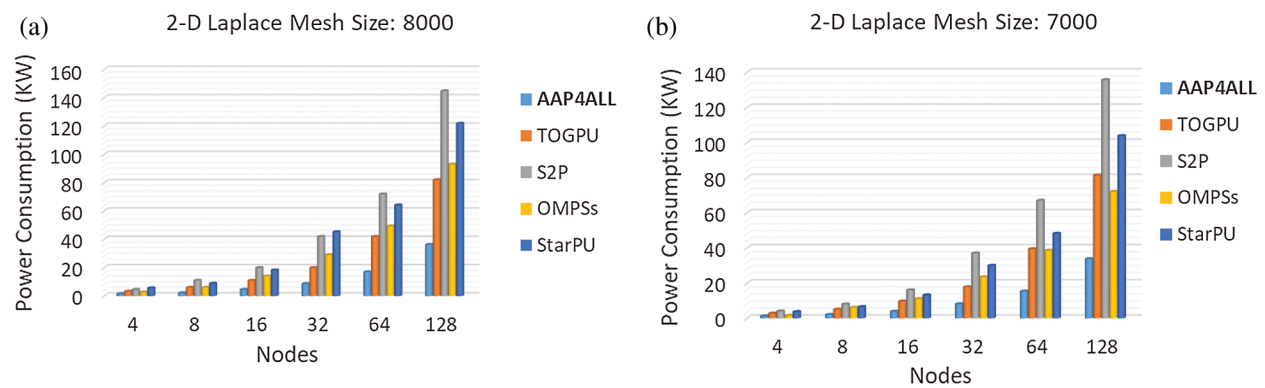 (a)
2-D Laplace Mesh Size: 8000
Power Consumption (KW)
160
140
120
100
80
60
40
20
0
4 8 16 32 64 128
Nodes
AAP4ALL
TOGPU
S2P
OMPSs
StarPU
(b)
2-D Laplace Mesh Size: 7000
Power Consumption (KW)
140
120
100
80
60
40
20
0
4 8 16 32 64 128
Nodes
AAP4ALL
TOGPU
S2P
OMPSs
StarPU